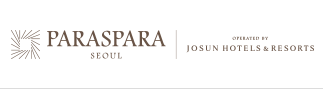 PARASPARA
SEOUL
OPERATED BY
JOSUN HOTELS & RESORTS